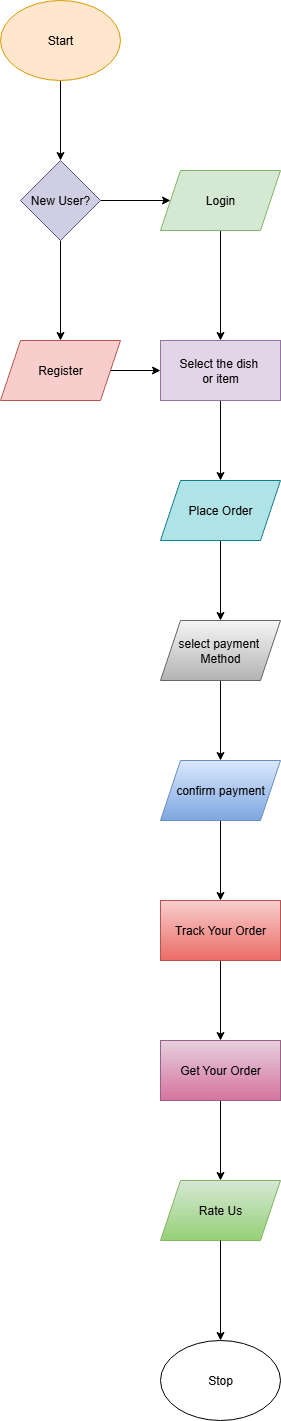 Start
New User?
Login
Register
Select the dish
or item
Place Order
select payment
Method
confirm payment
Track Your Order
Get Your Order
Rate Us
Stop